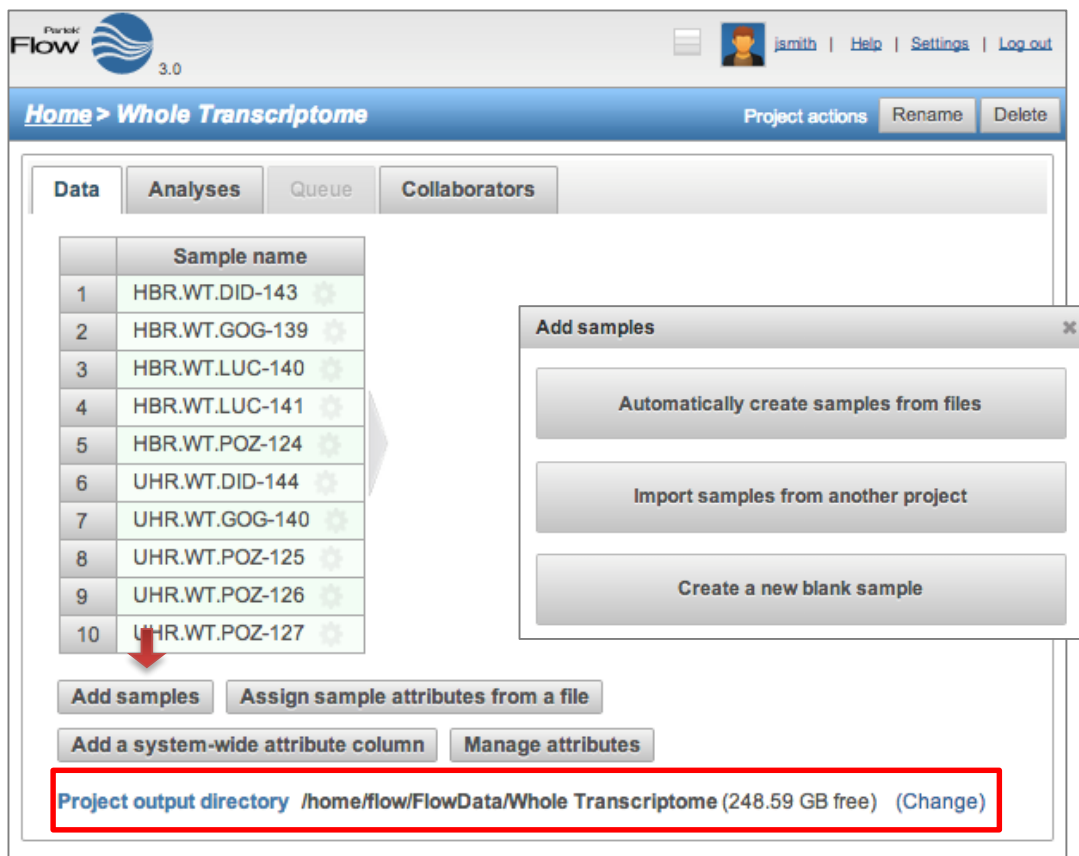 Partek
Flow
3.0
jsmith | Help | Settings | Log out
Home > Whole Transcriptome
Project actions Rename Delete
Data Analyses Queue Collaborators
Sample name
1 HBR.WT.DID-143
2 HBR.WT.GOG-139
3 HBR.WT.LUC-140
4 HBR.WT.LUC-141
5 HBR.WT.POZ-124
6 UHR.WT.DID-144
7 UHR.WT.GOG-140
8 UHR.WT.POZ-125
9 UHR.WT.POZ-126
10 UHR.WT.POZ-127
Add samples
Automatically create samples from files
Import samples from another project
Create a new blank sample
Add samples Assign sample attributes from a file
Add a system-wide attribute column Manage attributes
Project output directory /home/flow/FlowData/Whole Transcriptome (248.59 GB free) (Change)